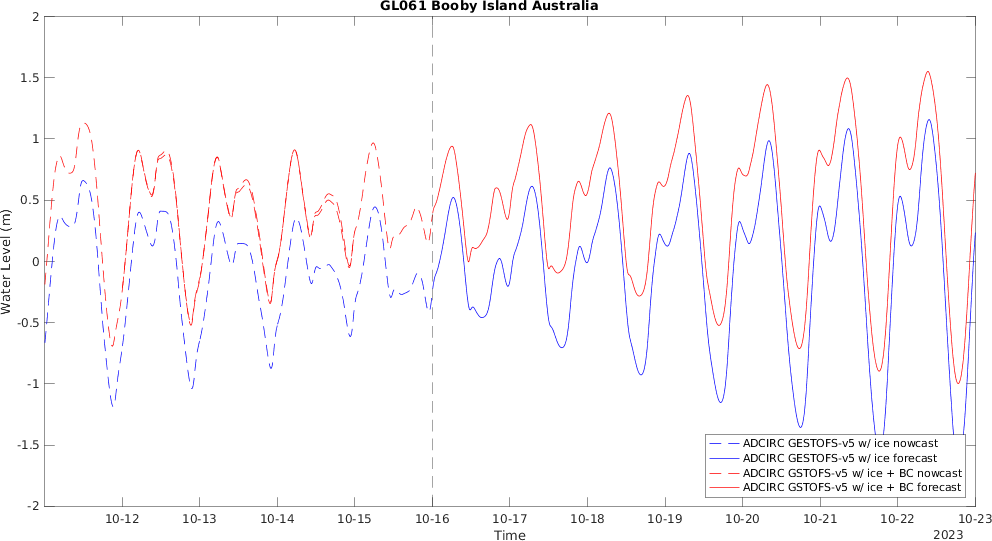 GL061 Booby Island Australia
2
1.5
1
0.5
0
-0.5
-1
-1.5
-2
Water Level (m)
ADCIRC GESTOFS-v5 w/ ice nowcast
ADCIRC GESTOFS-v5 w/ ice forecast
ADCIRC GSTOFS-v5 w/ ice + BC nowcast
ADCIRC GSTOFS-v5 w/ ice + BC forecast
10-12 10-13 10-14 10-15 10-16 10-17 10-18 10-19 10-20 10-21 10-22 10-23
Time
2023